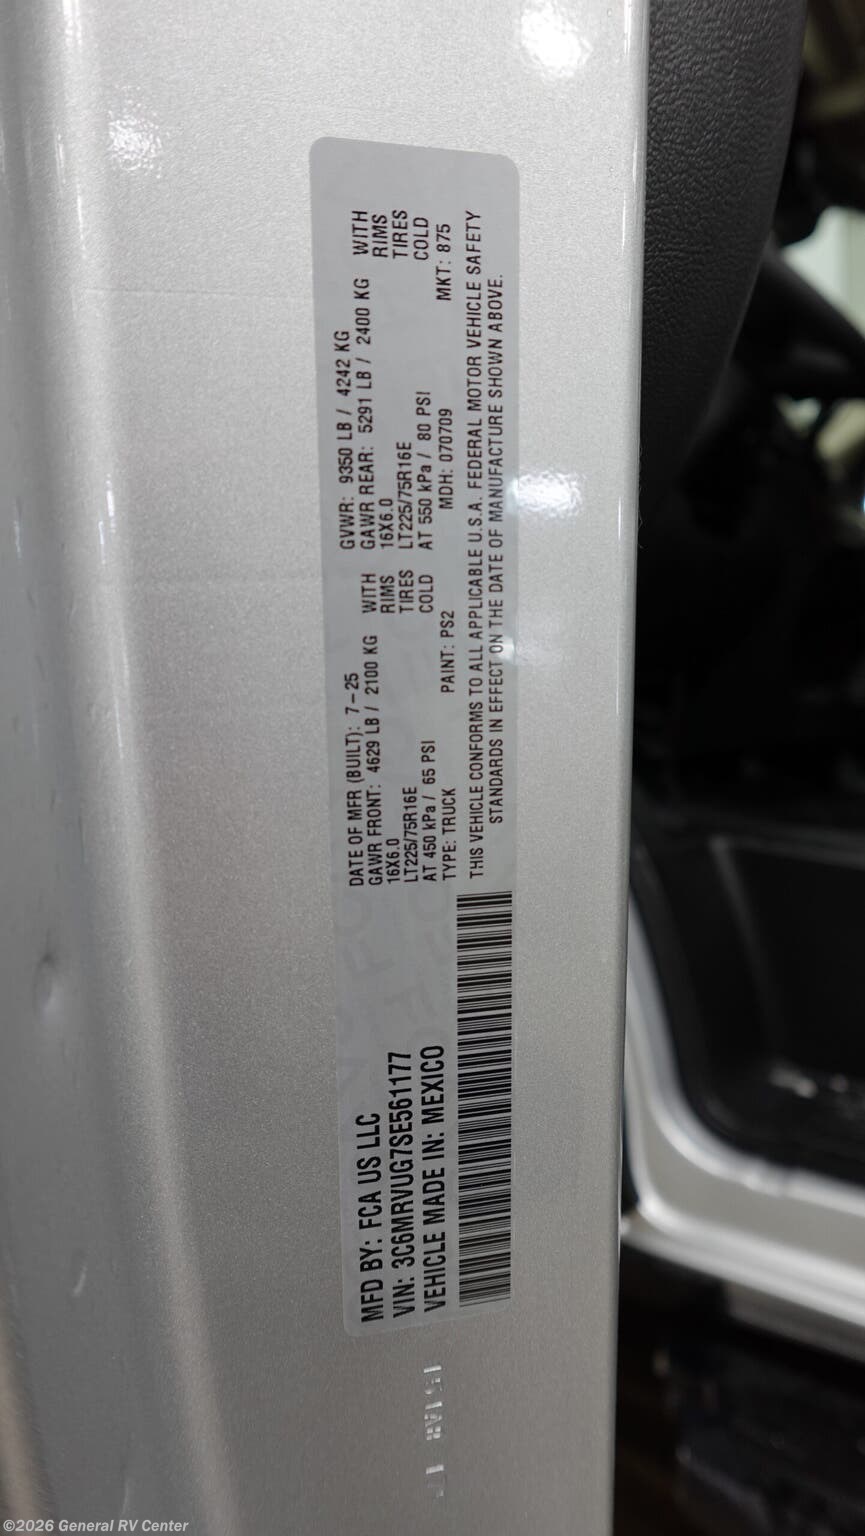 MFD BY: FCA US LLC
VIN: 3C6MRVUG7SE561177
VEHICLE MADE IN: MEXICO
DATE OF MFR (BUILT): 7-25 GVWR: 9350 LB / 4242 KG
GAWR FRONT: 4629 LB / 2100 KG WITH GAWR REAR: 5291 LB / 2400 KG WITH
16X6.0 RIMS 16X6.0 RIMS
LT225/75R16E TIRES LT225/75R16E TIRES
AT 450 kPa / 65 PSI COLD AT 550 kPa / 80 PSI COLD
TYPE: TRUCK PAINT: PS2 MDH: 070709 MKT: 875
THIS VEHICLE CONFORMS TO ALL APPLICABLE U.S.A. FEDERAL MOTOR VEHICLE SAFETY
STANDARDS IN EFFECT ON THE DATE OF MANUFACTURE SHOWN ABOVE.
©2026 General RV Center